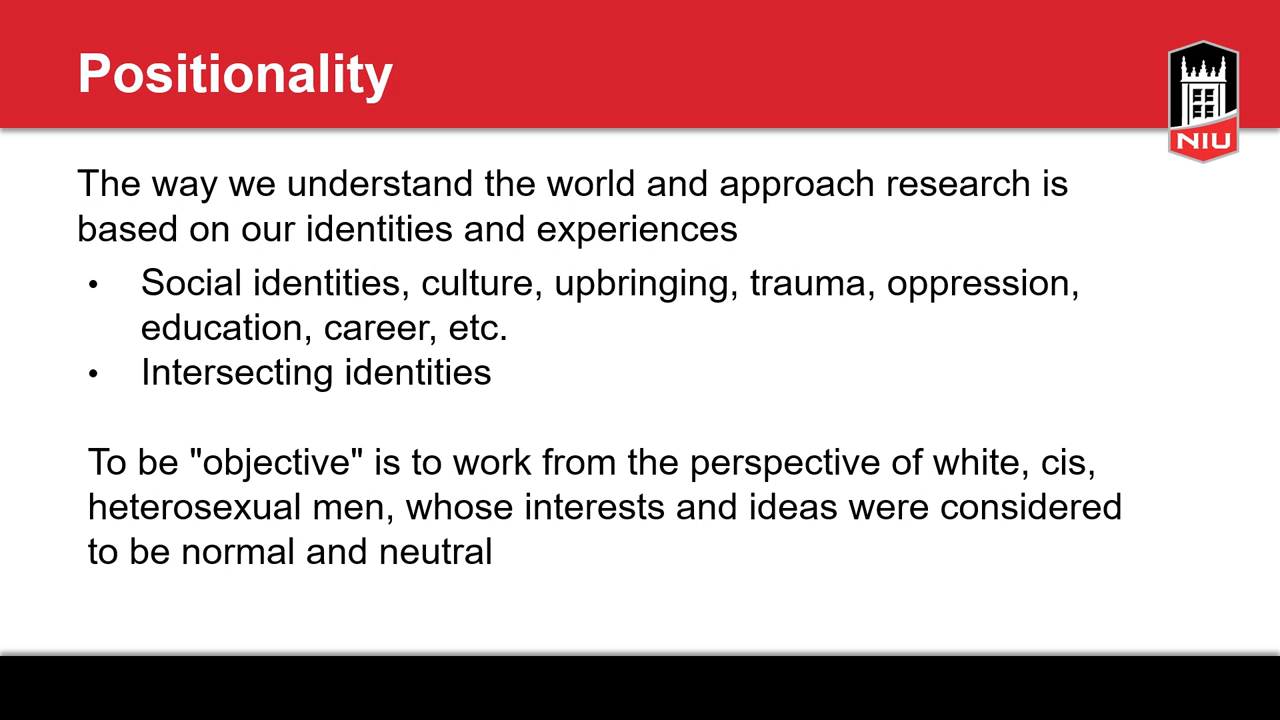 Positionality
NIU
The way we understand the world and approach research is
based on our identities and experiences
• Social identities, culture, upbringing, trauma, oppression,
education, career, etc.
• Intersecting identities
To be "objective" is to work from the perspective of white, cis,
heterosexual men, whose interests and ideas were considered
to be normal and neutral